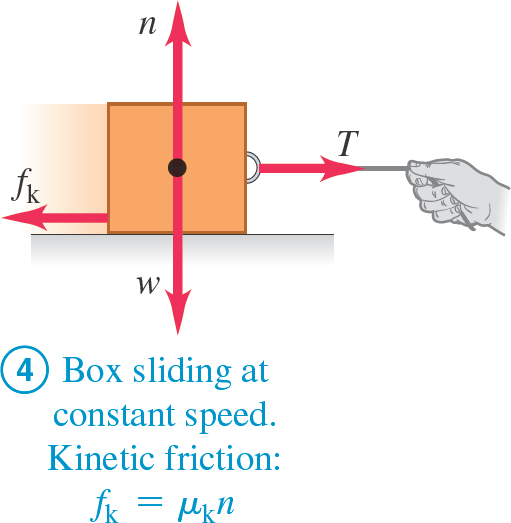 n
T
fk
w
4 Box sliding at
constant speed.
Kinetic friction:
fk = μkn